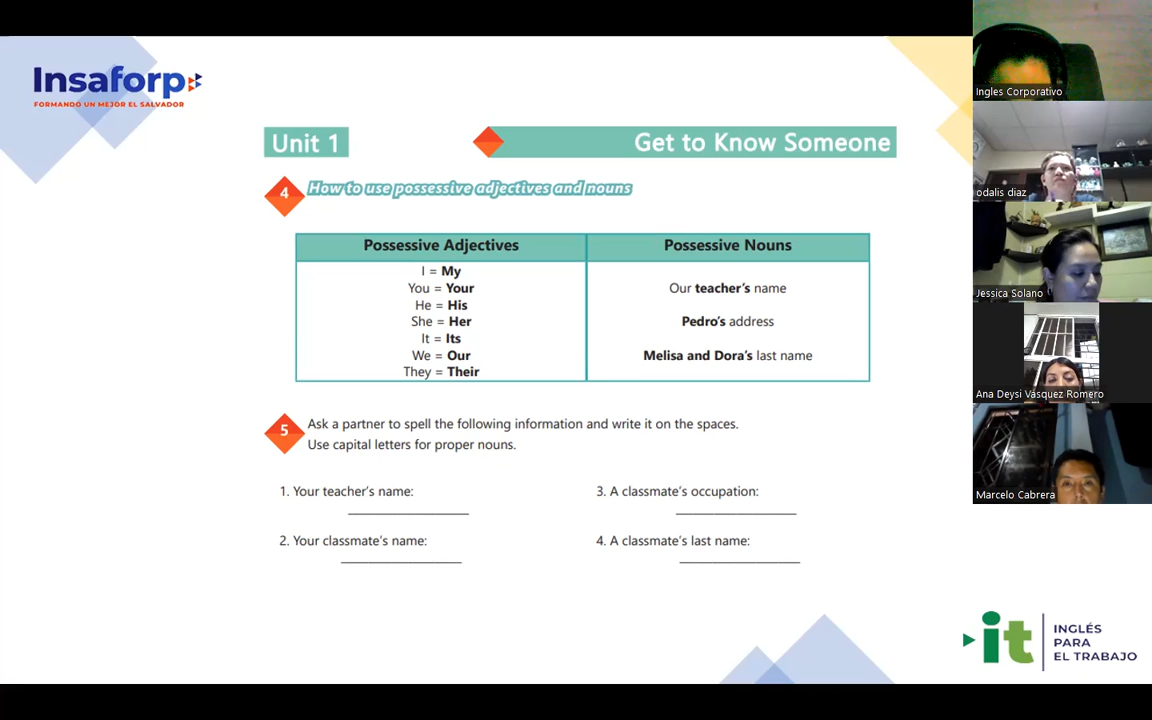 Insaforp
FORMANDO UN MEJOR EL SALVADOR
Unit 1
Get to Know Someone
4
How to use possessive adjectives and nouns
Possessive Adjectives
Possessive Nouns
I = My
You = Your
He = His
She = Her
It = Its
We = Our
They = Their
Our teacher's name
Pedro's address
Melisa and Dora's last name
5
Ask a partner to spell the following information and write it on the spaces.
Use capital letters for proper nouns.
1. Your teacher's name:
2. Your classmate's name:
3. A classmate's occupation:
4. A classmate's last name:
it
INGLÉS
PARA
EL TRABAJO
Ingles Corporativo
odalis diaz
Jessica Solano
Ana Deysi Vásquez Romero
Marcelo Cabrera